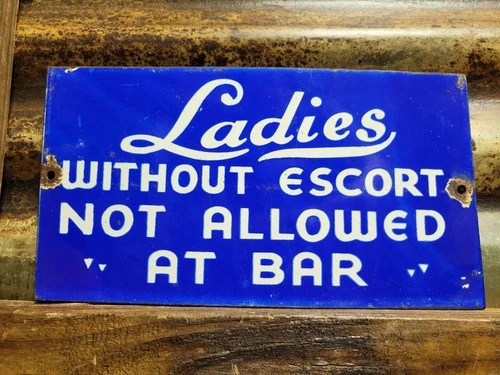 Ladies
WITHOUT ESCORT
NOT ALLOWED
AT BAR